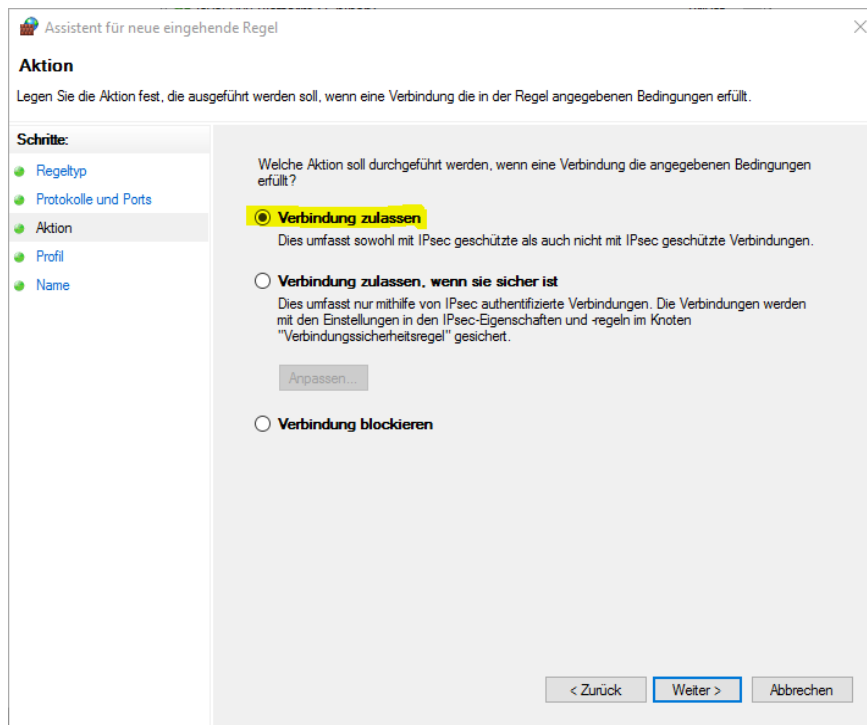 Assistent für neue eingehende Regel
Aktion
Legen Sie die Aktion fest, die ausgeführt werden soll, wenn eine Verbindung die in der Regel angegebenen Bedingungen erfüllt.
Schritte:
Regeltyp
Protokolle und Ports
Aktion
Profil
Name
Welche Aktion soll durchgeführt werden, wenn eine Verbindung die angegebenen Bedingungen
erfüllt?
Verbindung zulassen
Dies umfasst sowohl mit IPsec geschützte als auch nicht mit IPsec geschützte Verbindungen.
Verbindung zulassen, wenn sie sicher ist
Dies umfasst nur mithilfe von IPsec authentifizierte Verbindungen. Die Verbindungen werden
mit den Einstellungen in den IPsec-Eigenschaften und -regeln im Knoten
"Verbindungssicherheitsregel" gesichert.
Anpassen...
Verbindung blockieren
< Zurück
Weiter >
Abbrechen